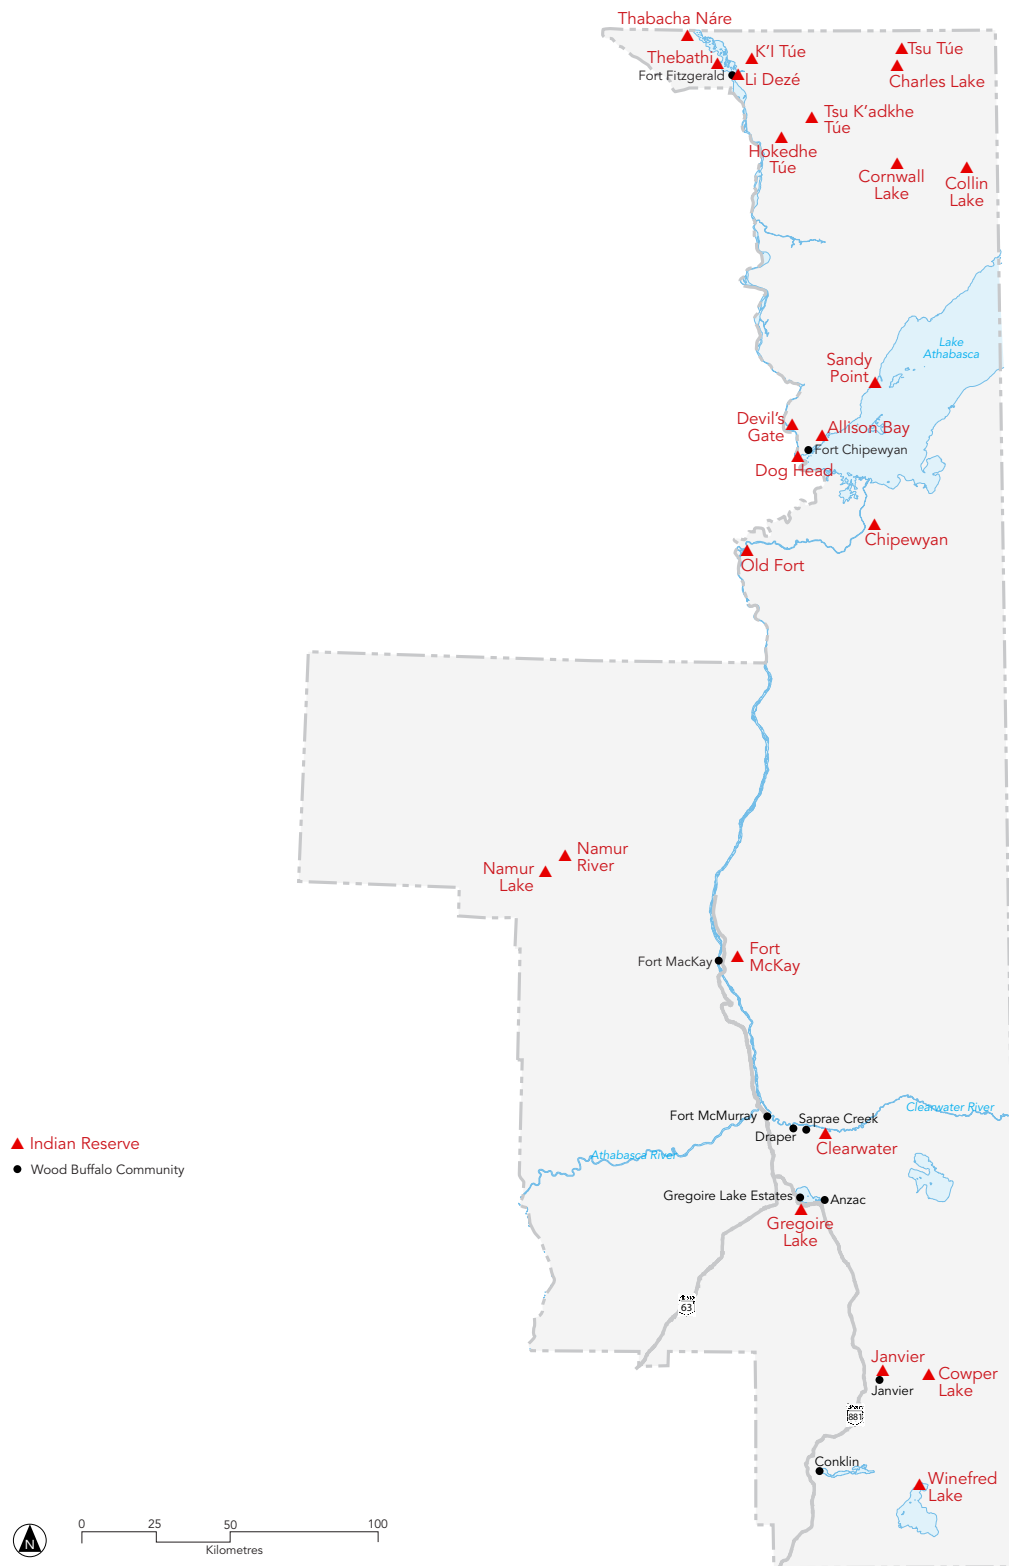 Thabacha Náre
Thebathi
K'I Túe
Fort Fitzgerald
Li Dezé
Tsu Túe
Charles Lake
Tsu K'adkhe
Túe
Hokedhe
Túe
Cornwall
Lake
Collin
Lake
Lake
Athabasca
Sandy
Point
Devil's
Gate
Allison Bay
Fort Chipewyan
Dog Head
Chipewyan
Old Fort
Namur
River
Namur
Lake
Fort
McKay
Fort MacKay
Clearwater River
Fort McMurray
Saprae Creek
Draper
Clearwater
Athabasca River
Indian Reserve
Wood Buffalo Community
Gregoire Lake Estates
Anzac
Gregoire
Lake
63
Janvier
Cowper
Lake
Janvier
881
Conklin
Winefred
Lake
N
0 25 50 100
Kilometres